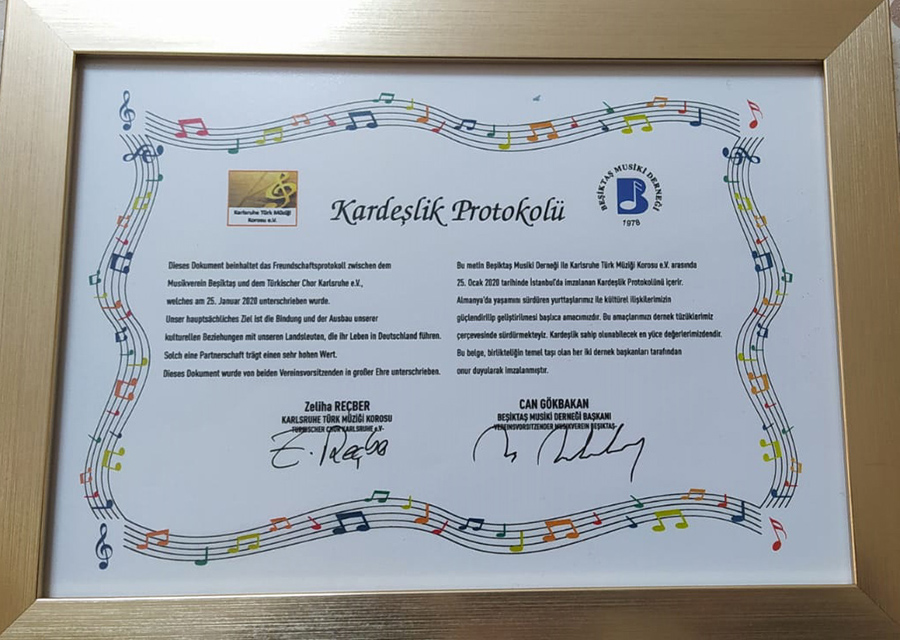 Karlsruhe Türk Müziği
Korosu e.V.
Kardeşlik Protokolü
BEŞİKTAŞ MUSİKİ DERNEĞİ
1978
Dieses Dokument beinhaltet das Freundschaftsprotokoll zwischen dem
Musikverein Beşiktaş und dem Türkischer Chor Karlsruhe e.V.,
welches am 25. Januar 2020 unterschrieben wurde.
Unser hauptsächliches Ziel ist die Bindung und der Ausbau unserer
kulturellen Beziehungen mit unseren Landsleuten, die ihr Leben in Deutschland führen.
Solch eine Partnerschaft trägt einen sehr hohen Wert.
Dieses Dokument wurde von beiden Vereinsvorsitzenden in großer Ehre unterschrieben.
Bu metin Beşiktaş Musiki Derneği ile Karlsruhe Türk Müziği Korosu e.V. arasında
25. Ocak 2020 tarihinde İstanbul'da imzalanan Kardeşlik Protokolünü içerir.
Almanya'da yaşamını sürdüren yurttaşlarımız ile kültürel ilişkilerimizin
güçlendirilip geliştirilmesi başlıca amacımızdır. Bu amaçlarımızı dernek tüzüklerimiz
çerçevesinde sürdürmekteyiz. Kardeşlik sahip olunabilecek en yüce değerlerimizdendir.
Bu belge, birlikteliğin temel taşı olan her iki dernek başkanları tarafından
onur duyularak imzalanmıştır.
Zeliha REÇBER
KARLSRUHE TÜRK MÜZİĞİ KOROSU
TÜRKISCHER CHOR KARLSRUHE e.V.
Z. Reçber
CAN GÖKBAKAN
BEŞİKTAŞ MUSİKİ DERNEĞİ BAŞKANI
VEREINSVORSITZENDER MUSIKVEREIN BEŞIKTAŞ